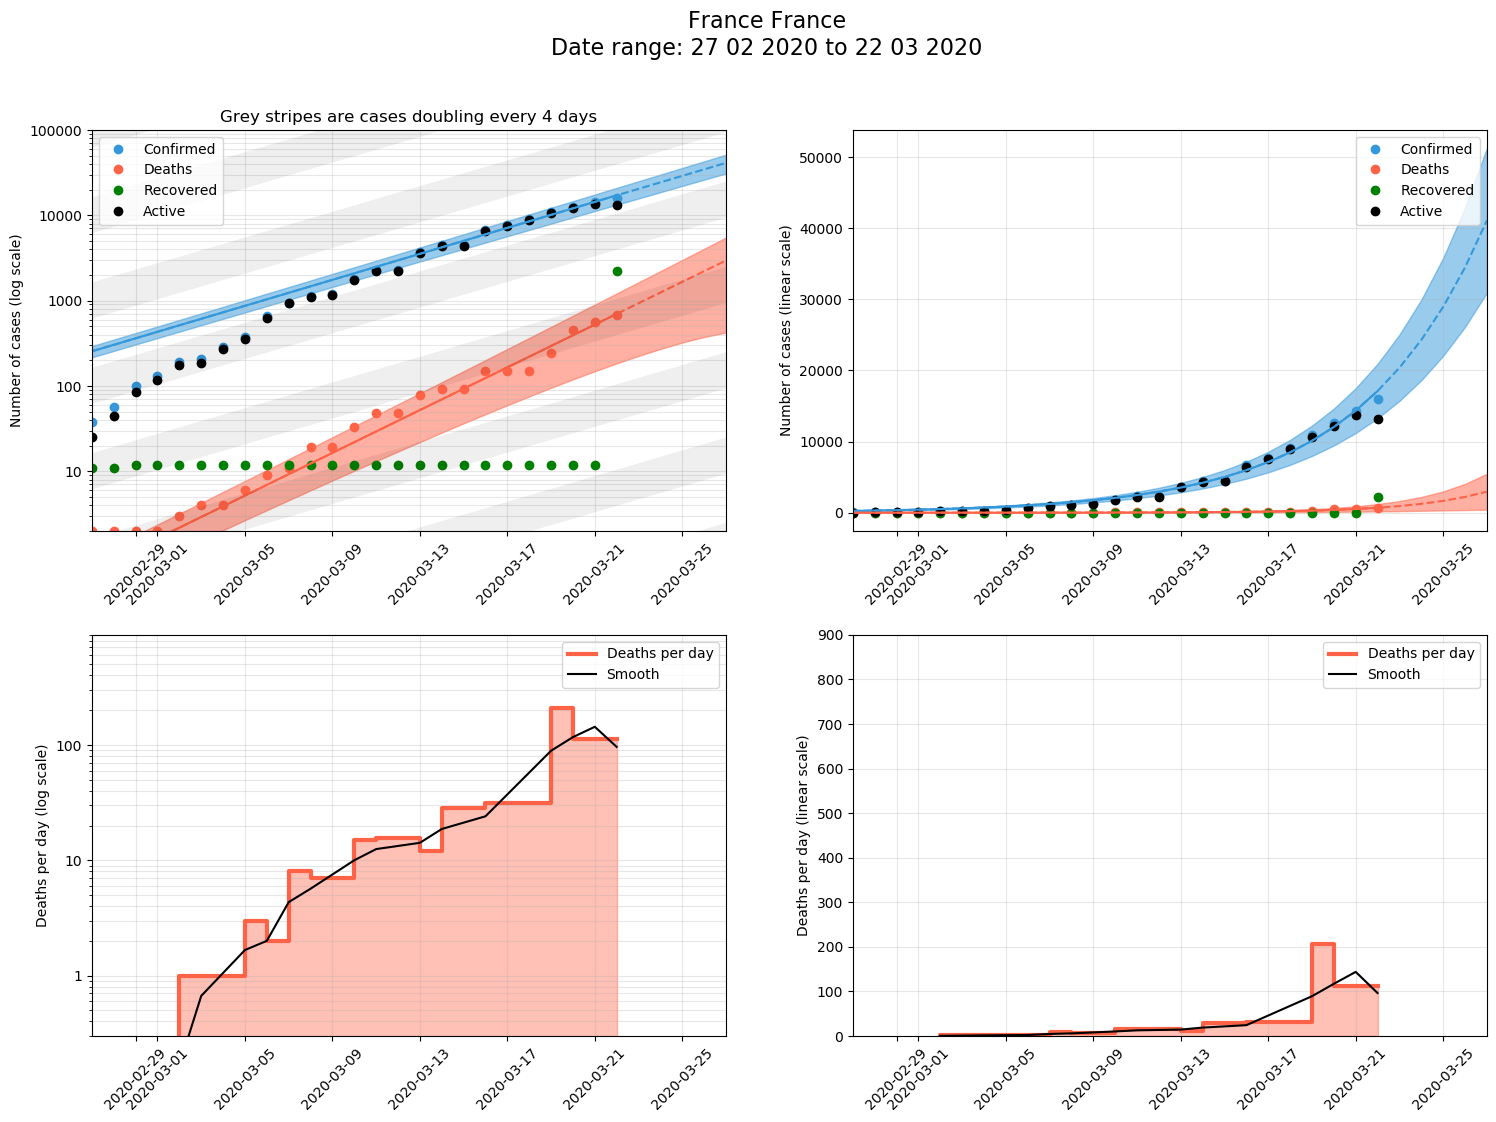 France France
Date range: 27 02 2020 to 22 03 2020
Grey stripes are cases doubling every 4 days
Number of cases (log scale)
100000
10000
1000
100
10
Confirmed
Deaths
Recovered
Active
2020-02-29
2020-03-01
2020-03-05
2020-03-09
2020-03-13
2020-03-17
2020-03-21
2020-03-25
Number of cases (linear scale)
50000
40000
30000
20000
10000
0
Confirmed
Deaths
Recovered
Active
2020-02-29
2020-03-01
2020-03-05
2020-03-09
2020-03-13
2020-03-17
2020-03-21
2020-03-25
Deaths per day (log scale)
100
10
1
Deaths per day
Smooth
2020-02-29
2020-03-01
2020-03-05
2020-03-09
2020-03-13
2020-03-17
2020-03-21
2020-03-25
Deaths per day (linear scale)
900
800
700
600
500
400
300
200
100
0
Deaths per day
Smooth
2020-02-29
2020-03-01
2020-03-05
2020-03-09
2020-03-13
2020-03-17
2020-03-21
2020-03-25